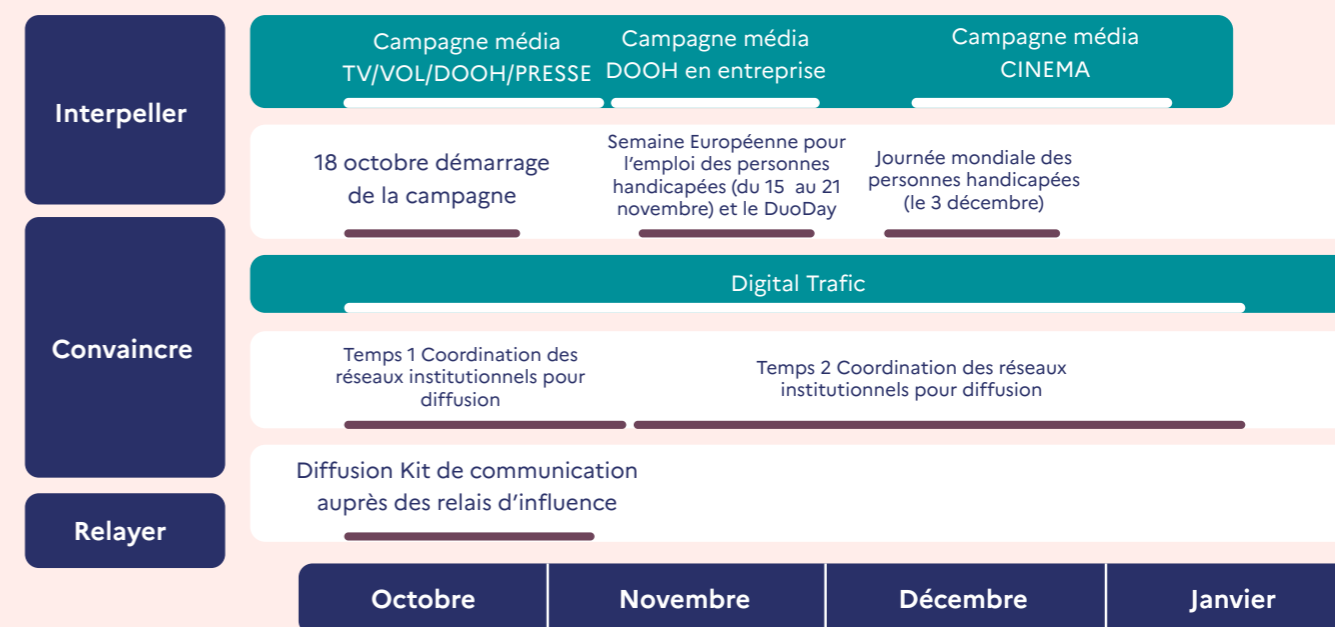 Interpeller
Campagne média
TV/VOL/DOOH/PRESSE
Campagne média
DOOH en entreprise
Campagne média
CINEMA
18 octobre démarrage
de la campagne
Semaine Européenne pour
l'emploi des personnes
handicapées (du 15 au 21
novembre) et le DuoDay
Journée mondiale des
personnes handicapées
(le 3 décembre)
Convaincre
Digital Trafic
Temps 1 Coordination des
réseaux institutionnels pour
diffusion
Temps 2 Coordination des réseaux
institutionnels pour diffusion
Relayer
Diffusion Kit de communication
auprès des relais d'influence
Octobre
Novembre
Décembre
Janvier